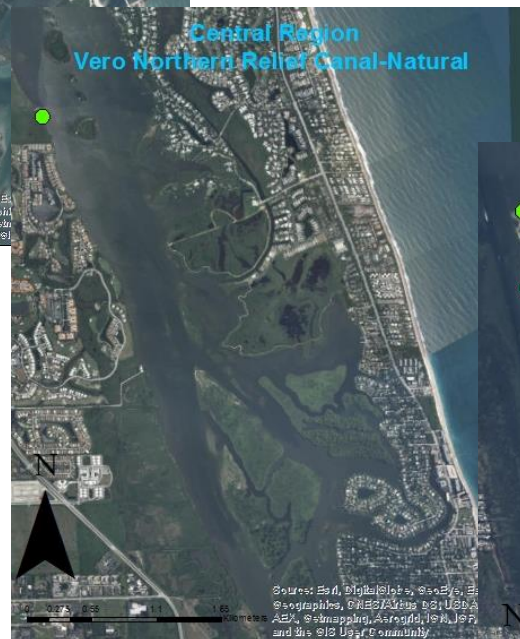 Central Region
Vero Northern Relief Canal-Natural
N
0 0.275 0.55 1.1 1.65
Kilometers
Source: Esri, DigitalGlobe, GeoEye,
Geographics, CNES/Airbus DS, USDA
AEX, Getmapping, Aerogrid, IGN, IGP,
and the GIS User Community
N